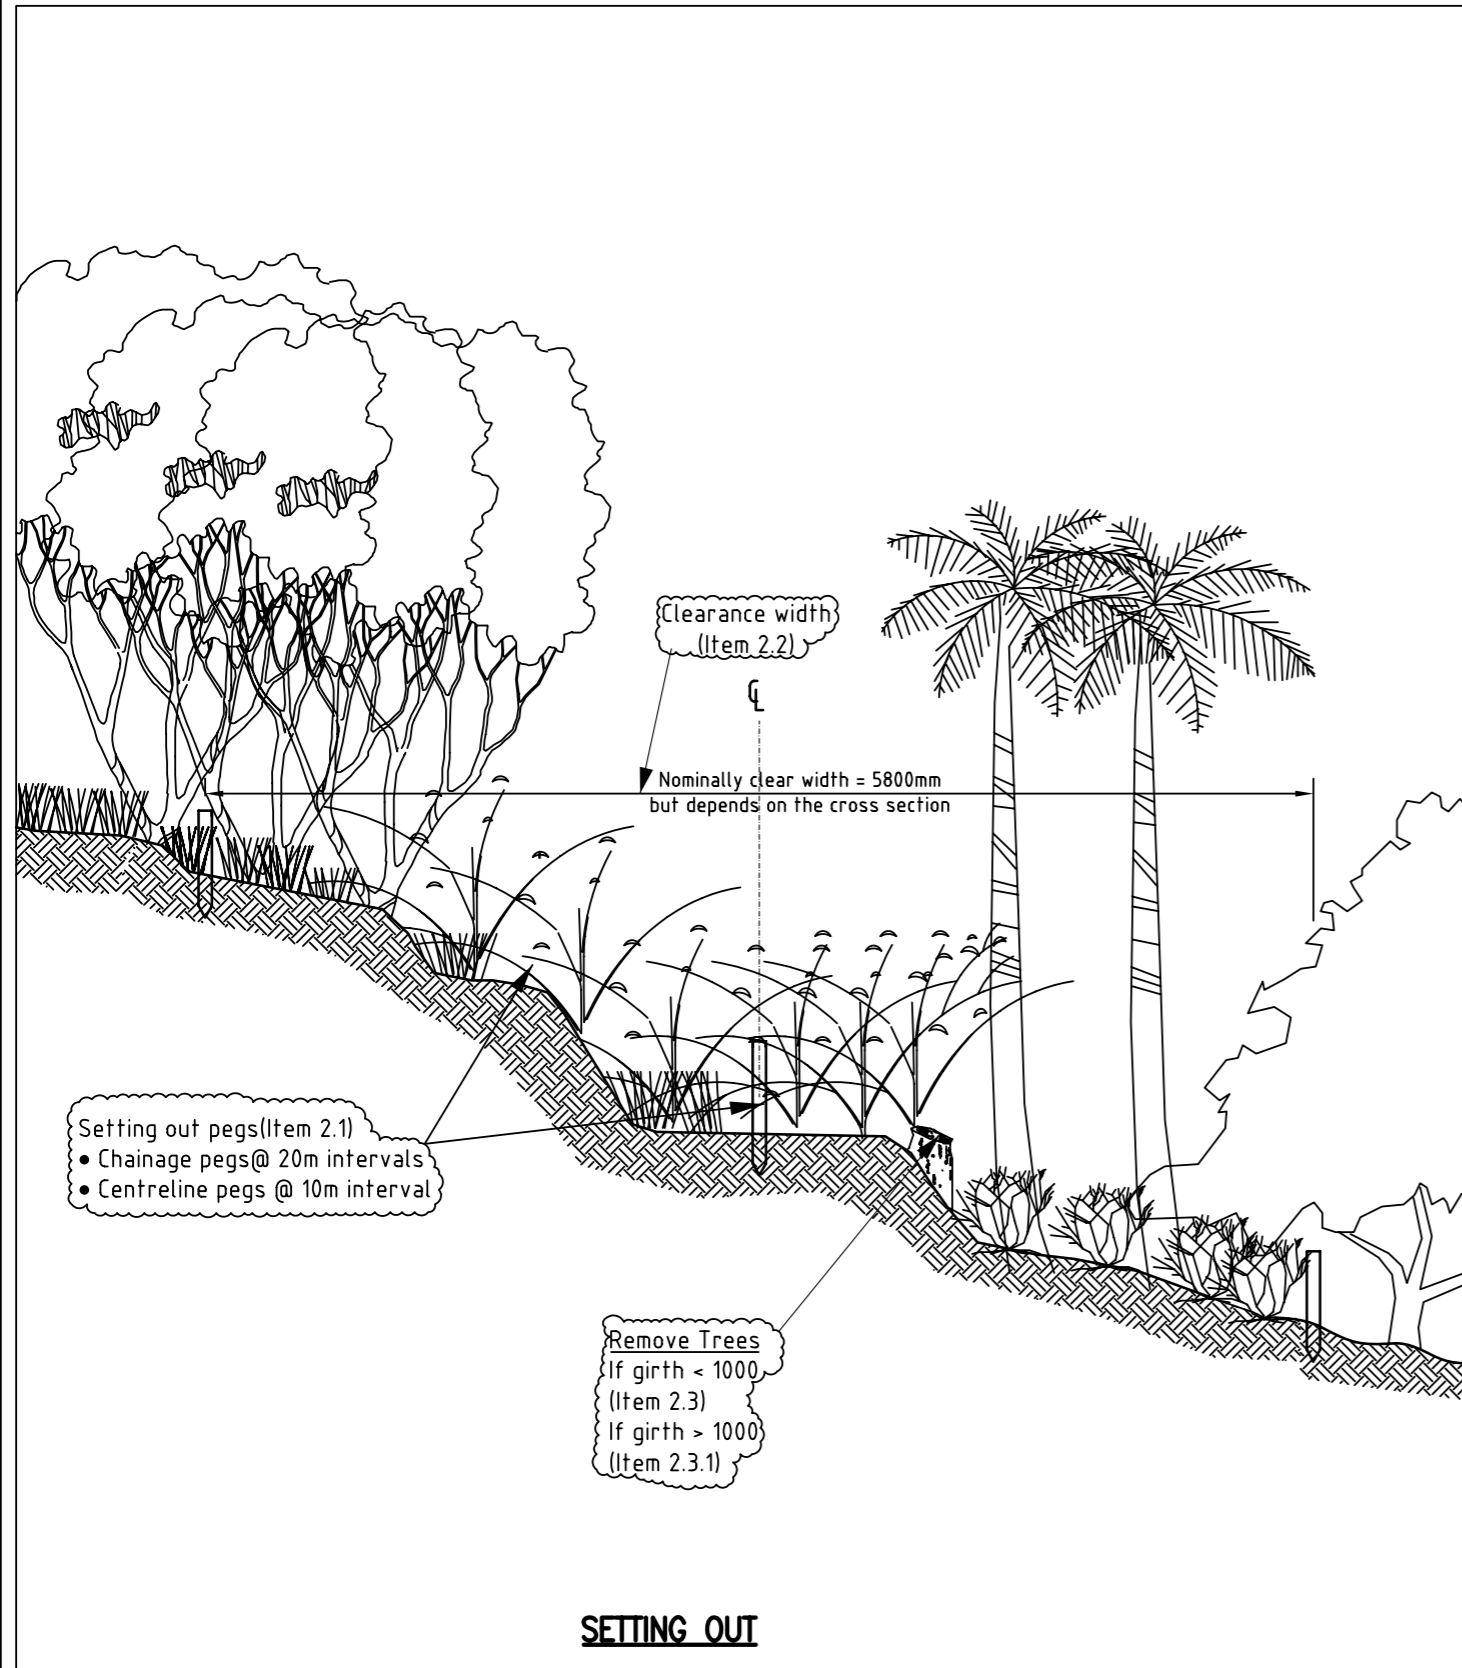 Clearance width
(Item 2.2)
℄
Nominally clear width = 5800mm
but depends on the cross section
Setting out pegs(Item 2.1)
• Chainage pegs@ 20m intervals
• Centreline pegs @ 10m interval
Remove Trees
If girth < 1000
(Item 2.3)
If girth > 1000
(Item 2.3.1)
SETTING OUT